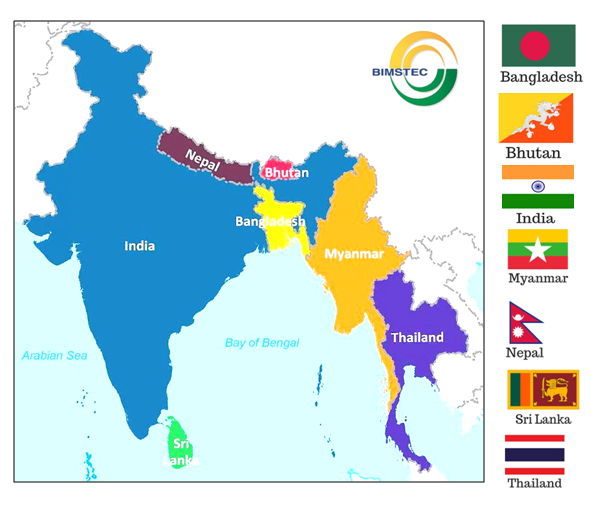 BIMSTEC
Nepal
Bhutan
Bangladesh
India
Myanmar
Thailand
Bay of Bengal
Arabian Sea
Sri
Lanka
Bangladesh
Bhutan
India
Myanmar
Nepal
Sri Lanka
Thailand